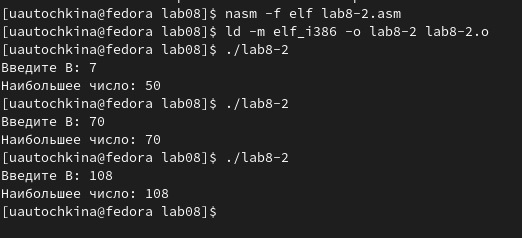 [uautochkina@fedora lab08]$ nasm -f elf lab8-2.asm
[uautochkina@fedora lab08]$ ld -m elf_i386 -o lab8-2 lab8-2.o
[uautochkina@fedora lab08]$ ./lab8-2
Введите B: 7
Наибольшее число: 50
[uautochkina@fedora lab08]$ ./lab8-2
Введите B: 70
Наибольшее число: 70
[uautochkina@fedora lab08]$ ./lab8-2
Введите B: 108
Наибольшее число: 108
[uautochkina@fedora lab08]$